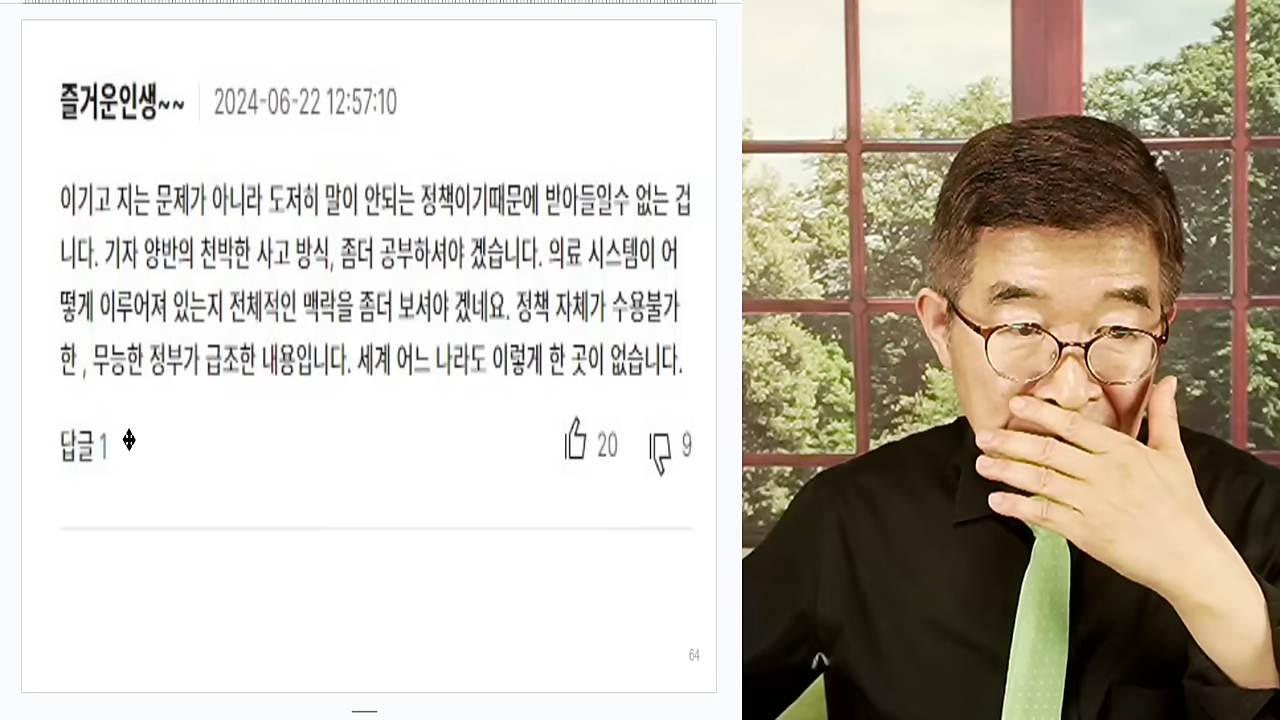 즐거운인생~~ 2024-06-22 12:57:10
이기고 지는 문제가 아니라 도저히 말이 안되는 정책이기때문에 받아들일수 없는 겁
니다. 기자 양반의 천박한 사고 방식, 좀더 공부하셔야 겠습니다. 의료 시스템이 어
떻게 이루어져 있는지 전체적인 맥락을 좀더 보셔야 겠네요. 정책 자체가 수용불가
한 , 무능한 정부가 급조한 내용입니다. 세계 어느 나라도 이렇게 한 곳이 없습니다.
답글 1 20 9
64